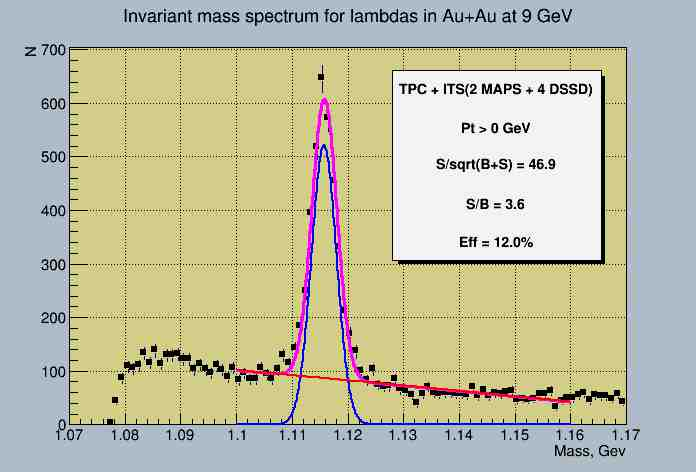 Invariant mass spectrum for lambdas in Au+Au at 9 GeV
N
700
600
500
400
300
200
100
0
TPC + ITS(2 MAPS + 4 DSSD)
Pt > 0 GeV
S/sqrt(B+S) = 46.9
S/B = 3.6
Eff = 12.0%
1.07 1.08 1.09 1.1 1.11 1.12 1.13 1.14 1.15 1.16 1.17
Mass, Gev